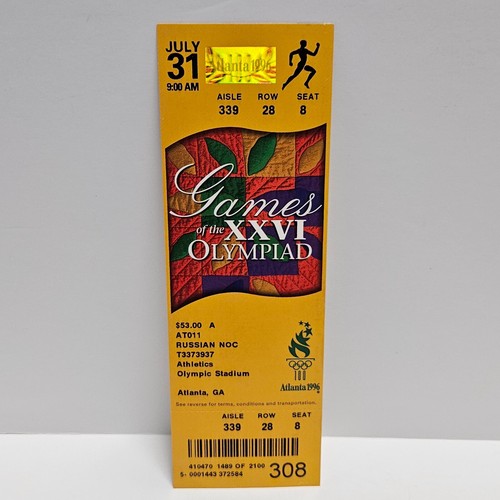 JULY
31
9:00 AM
Atlanta 1996
AISLE ROW SEAT
339 28 8
Games
of the XXVI
OLYMPIAD
$53.00 A
AT011
RUSSIAN NOC
T3373937
Athletics
Olympic Stadium
Atlanta, GA
Atlanta 1996
See reverse for terms, conditions and transportation.
AISLE ROW SEAT
339 28 8
410470 1489 OF 2100
5- 0001443 372584
308